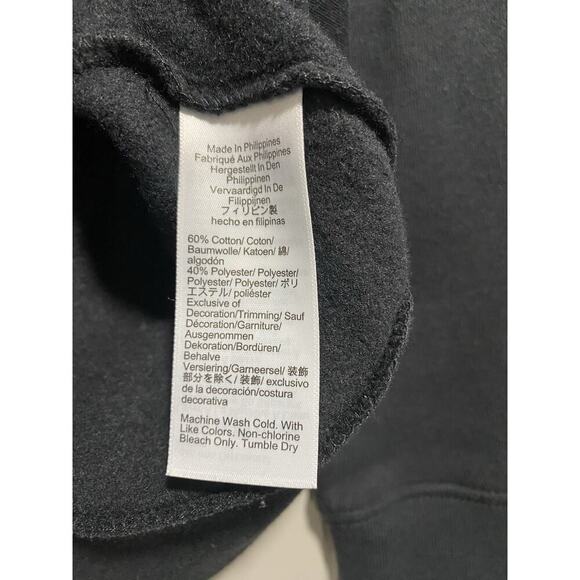 Made In Philippines
Fabriqué Aux Philippines
Hergestellt In Den
Philippinen
Vervaardigd In De
Filippijnen
フィリピン製
hecho en filipinas
60% Cotton/ Coton/
Baumwolle/ Katoen/ 綿/
algodón
40% Polyester/ Polyester/
Polyester/ Polyester/ ポリ
エステル/ poliéster
Exclusive of
Decoration/Trimming/ Sauf
Décoration/Garniture/
Ausgenommen
Dekoration/Bordüren/
Behalve
Versiering/Garneersel/ 装飾
部分を除く/ 装飾/ exclusivo
de la decoración/costura
decorativa
Machine Wash Cold. With
Like Colors. Non-chlorine
Bleach Only. Tumble Dry